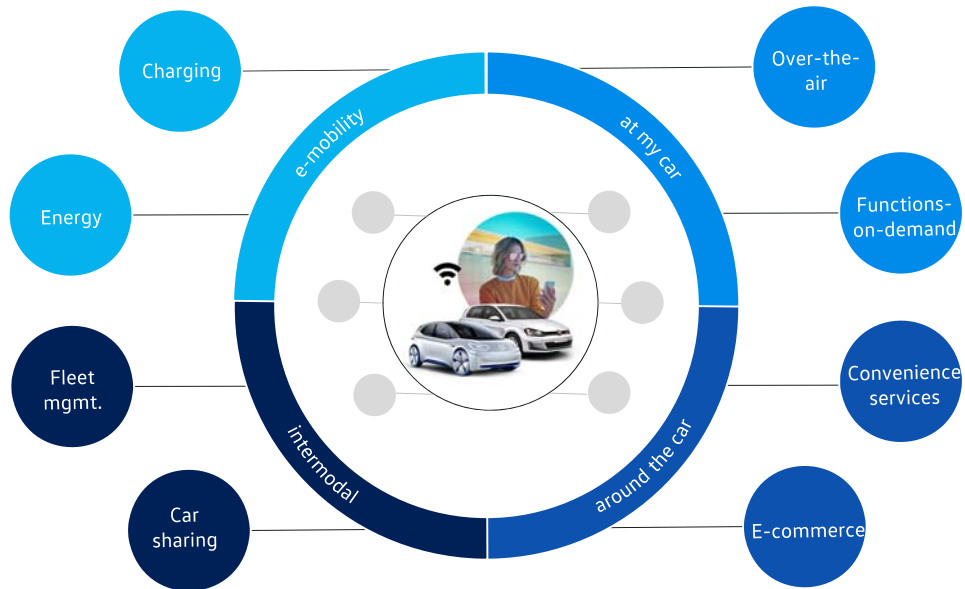 Charging
Over-the-
air
e-mobility
at my car
Energy
Functions-
on-demand
Fleet
mgmt.
Convenience
services
intermodal
around the car
Car
sharing
E-commerce